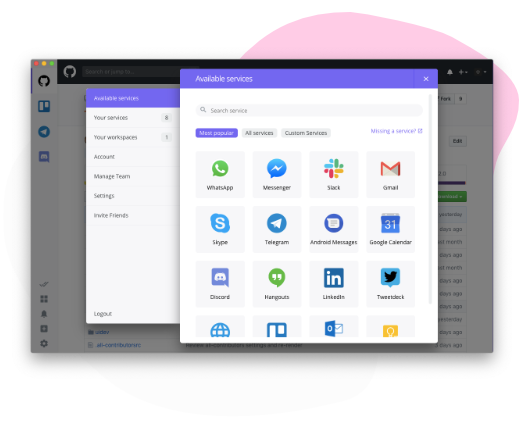 Search or jump to...
Available services
×
Available services
Your services 8
Your workspaces 1
Account
Manage Team
Settings
Invite Friends
Logout
Search service
Most popular All services Custom Services Missing a service?
WhatsApp Messenger Slack Gmail
Skype Telegram Android Messages Google Calendar
31
Discord Hangouts LinkedIn Tweetdeck
Fork 0
Edit
yesterday
days ago
last month
days ago
last month
days ago
days ago
days ago
yesterday
days ago
all-contributorsrc
days ago